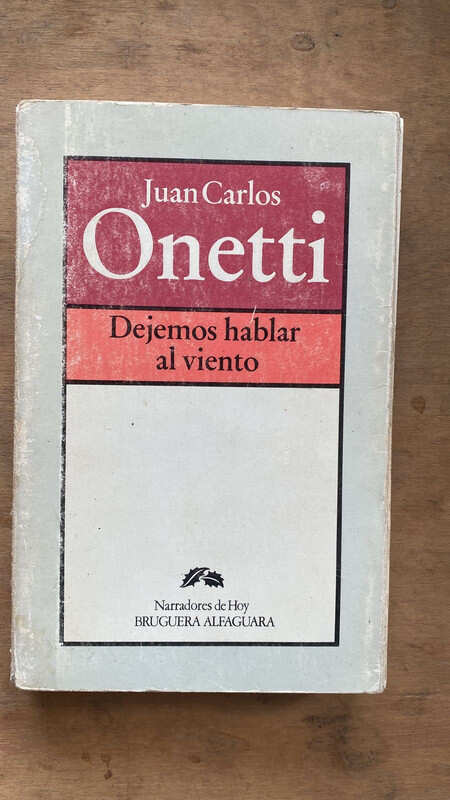 Juan Carlos
Onetti
Dejemos hablar
al viento
Narradores de Hoy
BRUGUERA ALFAGUARA